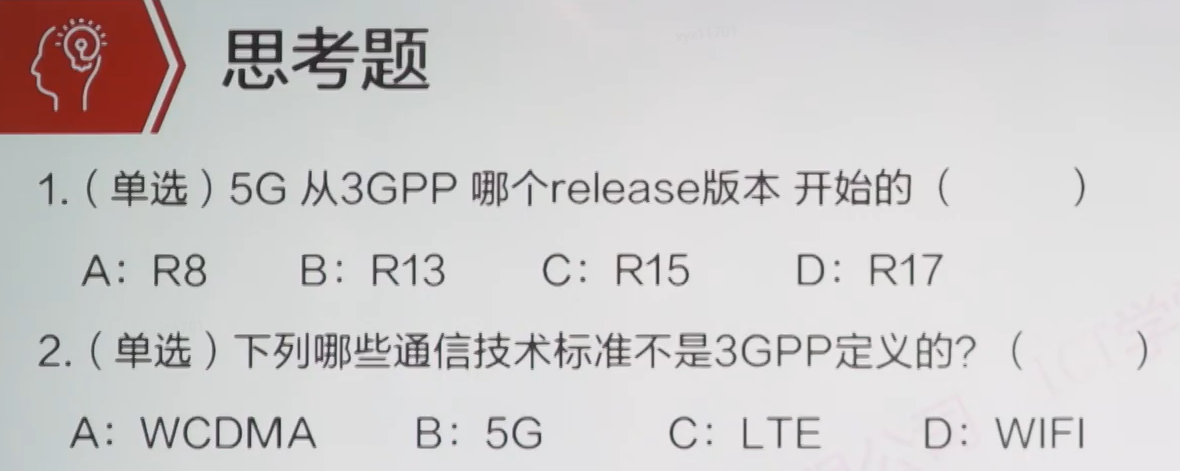 思考题
1.（单选）5G 从3GPP 哪个release版本 开始的（ ）
A：R8 B：R13 C：R15 D：R17
2.（单选）下列哪些通信技术标准不是3GPP定义的?（ ）
A：WCDMA B：5G C：LTE D：WIFI